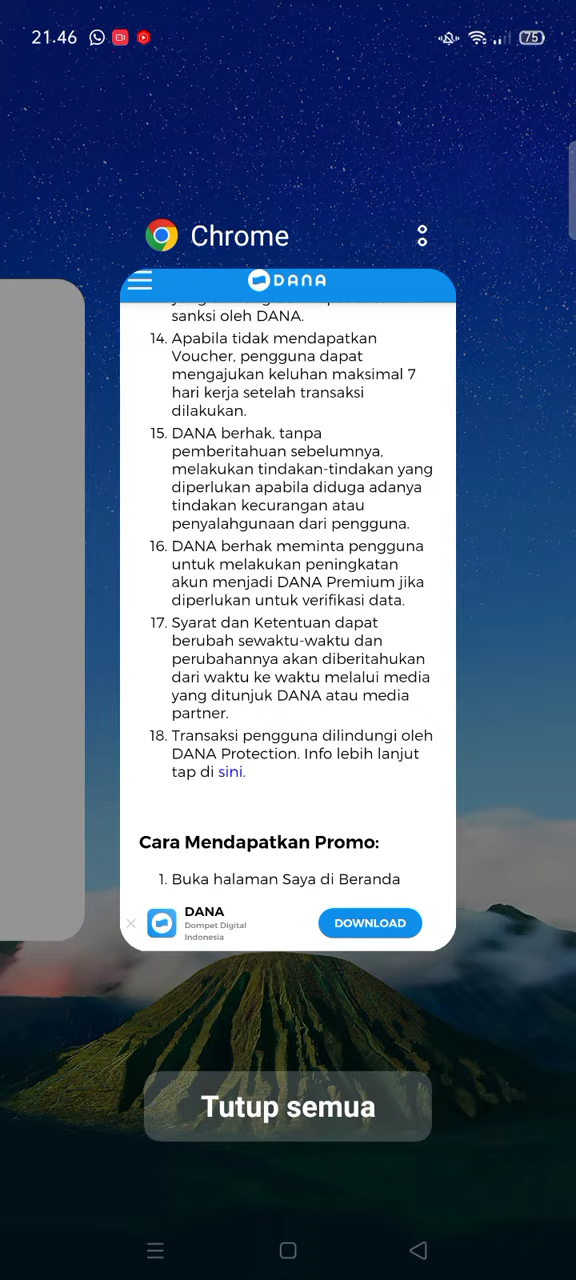 21.46
75
Chrome
DANA
sanksi oleh DANA.
14. Apabila tidak mendapatkan
Voucher, pengguna dapat
mengajukan keluhan maksimal 7
hari kerja setelah transaksi
dilakukan.
15. DANA berhak, tanpa
pemberitahuan sebelumnya,
melakukan tindakan-tindakan yang
diperlukan apabila diduga adanya
tindakan kecurangan atau
penyalahgunaan dari pengguna.
16. DANA berhak meminta pengguna
untuk melakukan peningkatan
akun menjadi DANA Premium jika
diperlukan untuk verifikasi data.
17. Syarat dan Ketentuan dapat
berubah sewaktu-waktu dan
perubahannya akan diberitahukan
dari waktu ke waktu melalui media
yang ditunjuk DANA atau media
partner.
18. Transaksi pengguna dilindungi oleh
DANA Protection. Info lebih lanjut
tap di sini.
Cara Mendapatkan Promo:
1. Buka halaman Saya di Beranda
DANA
Dompet Digital
Indonesia
DOWNLOAD
Tutup semua